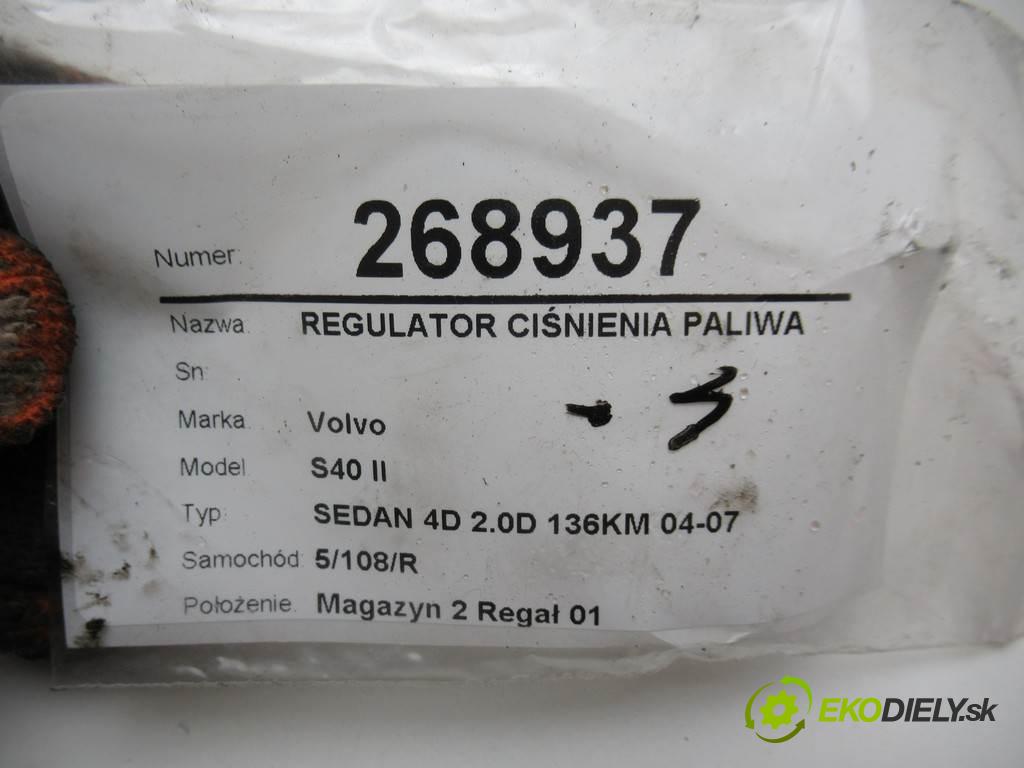 Numer: 268937
Nazwa: REGULATOR CIŚNIENIA PALIWA
Sn:
Marka: Volvo
Model: S40 II
Typ: SEDAN 4D 2.0D 136KM 04-07
Samochód: 5/108/R
Położenie: Magazyn 2 Regał 01
EKODIELY.sk